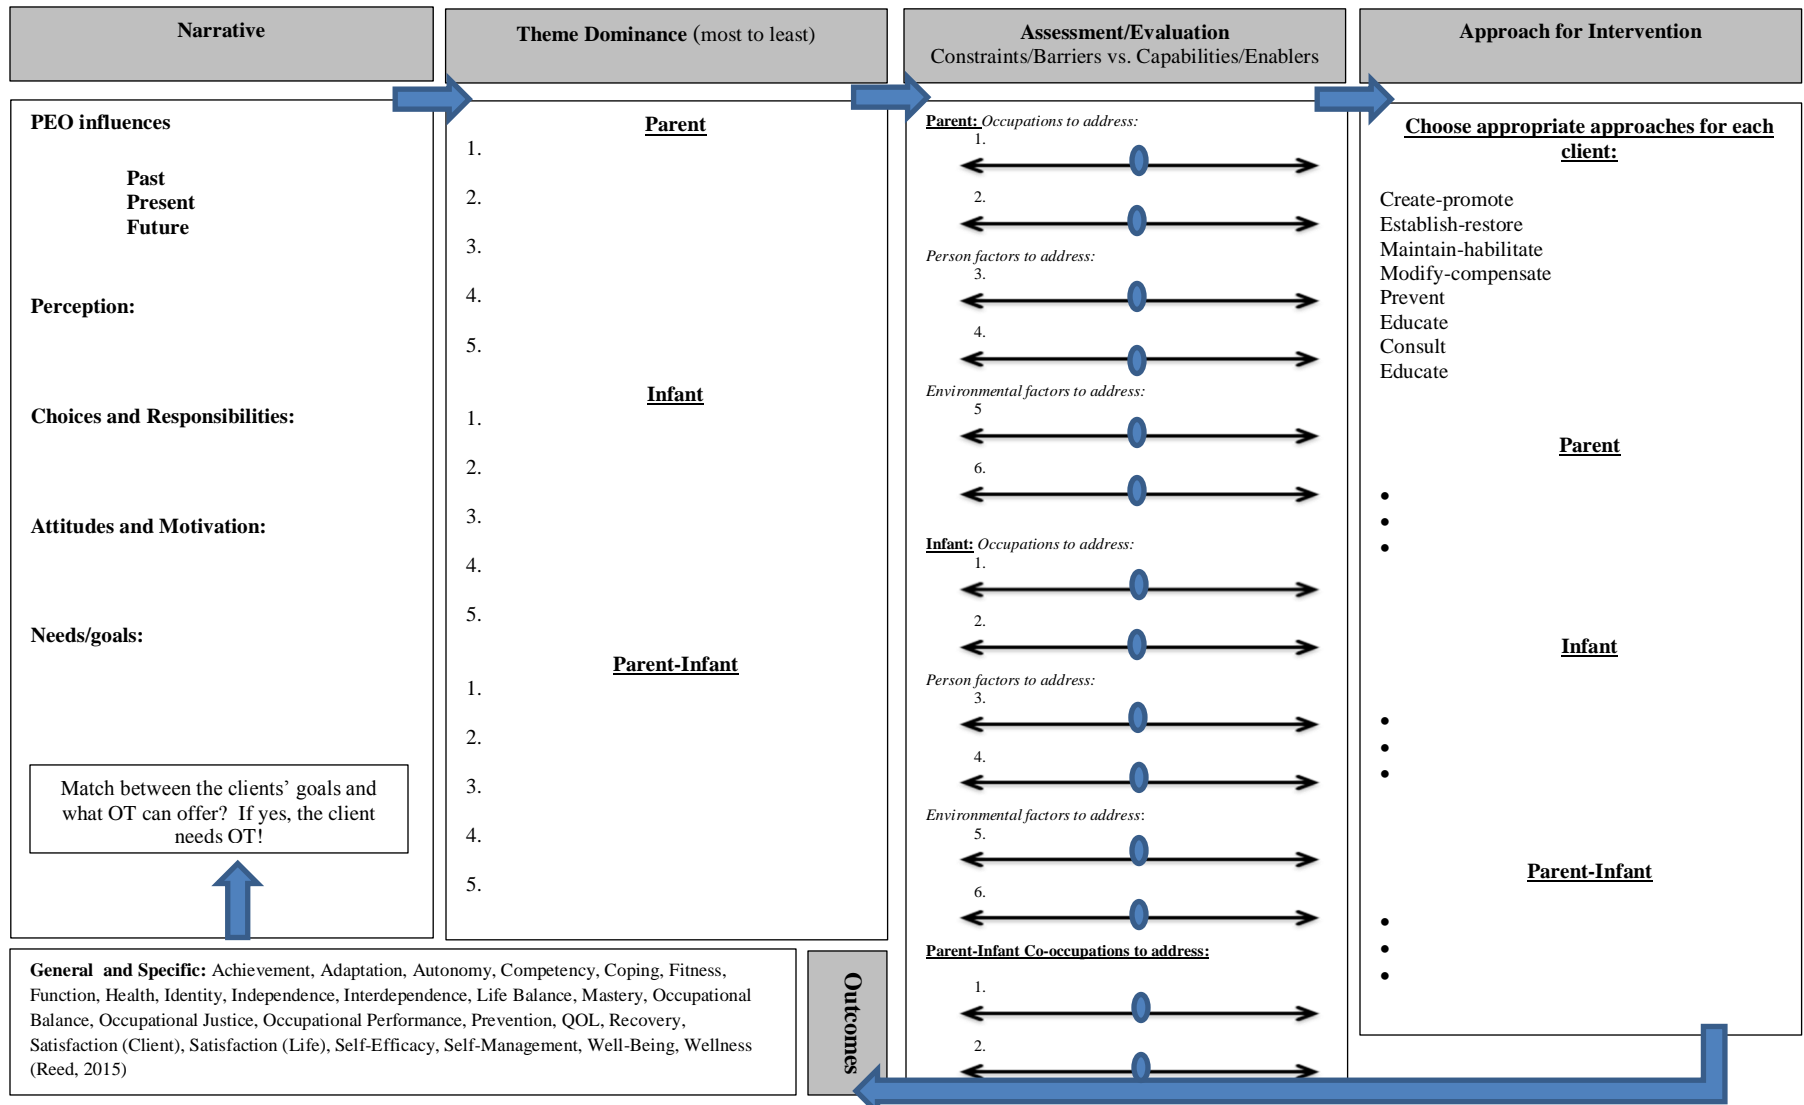 Narrative
PEO influences
Past
Present
Future
Perception:
Choices and Responsibilities:
Attitudes and Motivation:
Needs/goals:
Match between the clients’ goals and
what OT can offer?  If yes, the client
needs OT!
Theme Dominance (most to least)
Parent
1.
2.
3.
4.
5.
Infant
1.
2.
3.
4.
5.
Parent-Infant
1.
2.
3.
4.
5.
Assessment/Evaluation
Constraints/Barriers vs. Capabilities/Enablers
Parent: Occupations to address:
1.
2.
Person factors to address:
3.
4.
Environmental factors to address:
5
6.
Infant: Occupations to address:
1.
2.
Person factors to address:
3.
4.
Environmental factors to address:
5.
6.
Parent-Infant Co-occupations to address:
1.
2.
Approach for Intervention
Choose appropriate approaches for each
client:
Create-promote
Establish-restore
Maintain-habilitate
Modify-compensate
Prevent
Educate
Consult
Educate
Parent
•
•
•
Infant
•
•
•
Parent-Infant
•
•
•
Outcomes
General  and Specific: Achievement, Adaptation, Autonomy, Competency, Coping, Fitness,
Function, Health, Identity, Independence, Interdependence, Life Balance, Mastery, Occupational
Balance, Occupational Justice, Occupational Performance, Prevention, QOL, Recovery,
Satisfaction (Client), Satisfaction (Life), Self-Efficacy, Self-Management, Well-Being, Wellness
(Reed, 2015)